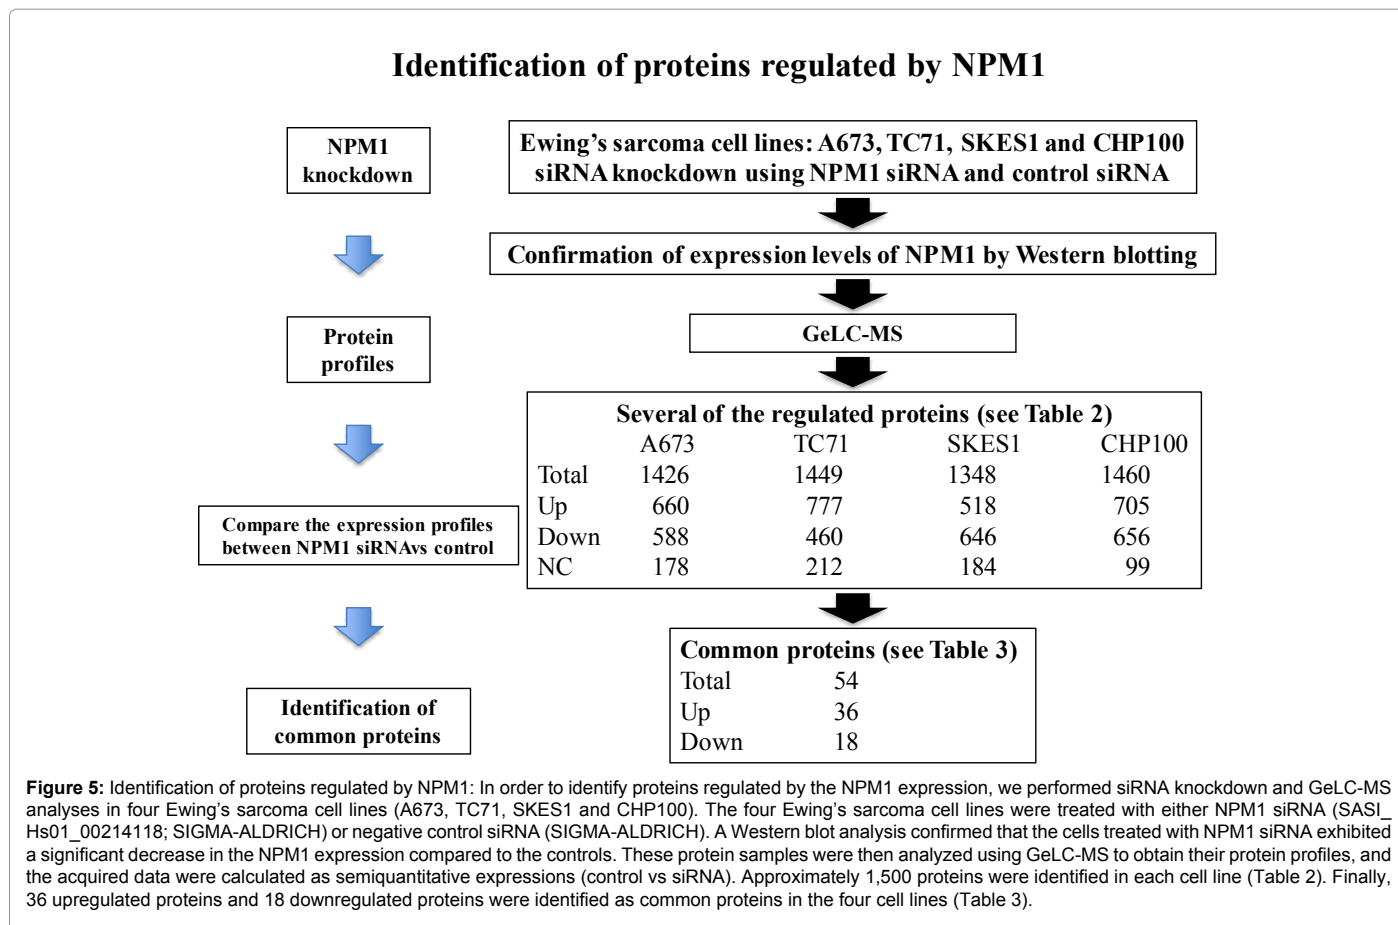 Identification of proteins regulated by NPM1
NPM1
knockdown
Ewing’s sarcoma cell lines: A673, TC71, SKES1 and CHP100
siRNA knockdown using NPM1 siRNA and control siRNA
Confirmation of expression levels of NPM1 by Western blotting
Protein
profiles
GeLC-MS
Several of the regulated proteins (see Table 2)
A673 TC71 SKES1 CHP100
Total 1426 1449 1348 1460
Up 660 777 518 705
Down 588 460 646 656
NC 178 212 184 99
Compare the expression profiles
between NPM1 siRNAvs control
Common proteins (see Table 3)
Total 54
Up 36
Down 18
Identification of
common proteins
Figure 5: Identification of proteins regulated by NPM1: In order to identify proteins regulated by the NPM1 expression, we performed siRNA knockdown and GeLC-MS
analyses in four Ewing’s sarcoma cell lines (A673, TC71, SKES1 and CHP100). The four Ewing’s sarcoma cell lines were treated with either NPM1 siRNA (SASI_
Hs01_00214118; SIGMA-ALDRICH) or negative control siRNA (SIGMA-ALDRICH). A Western blot analysis confirmed that the cells treated with NPM1 siRNA exhibited
a significant decrease in the NPM1 expression compared to the controls. These protein samples were then analyzed using GeLC-MS to obtain their protein profiles, and
the acquired data were calculated as semiquantitative expressions (control vs siRNA). Approximately 1,500 proteins were identified in each cell line (Table 2). Finally,
36 upregulated proteins and 18 downregulated proteins were identified as common proteins in the four cell lines (Table 3).